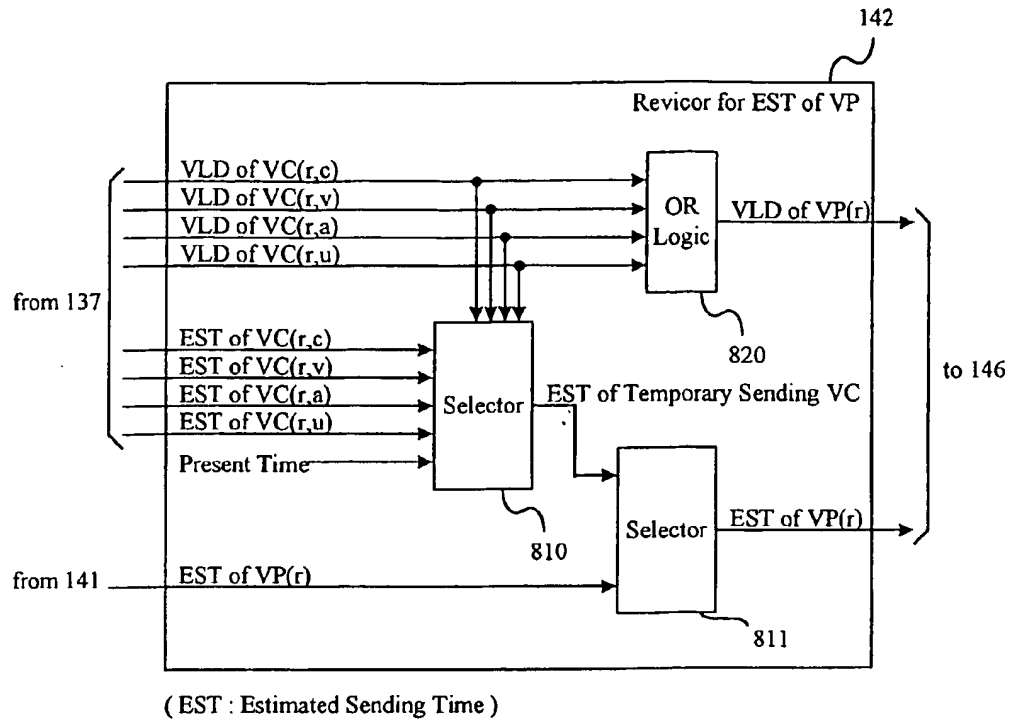 142
Revicor for EST of VP
VLD of VC(r,c)
VLD of VC(r,v)
VLD of VC(r,a)
VLD of VC(r,u)
OR
Logic
VLD of VP(r)
from 137
820
EST of VC(r,c)
EST of VC(r,v)
EST of VC(r,a)
EST of VC(r,u)
Present Time
Selector
EST of Temporary Sending VC
to 146
810
Selector
EST of VP(r)
from 141
EST of VP(r)
811
( EST : Estimated Sending Time )